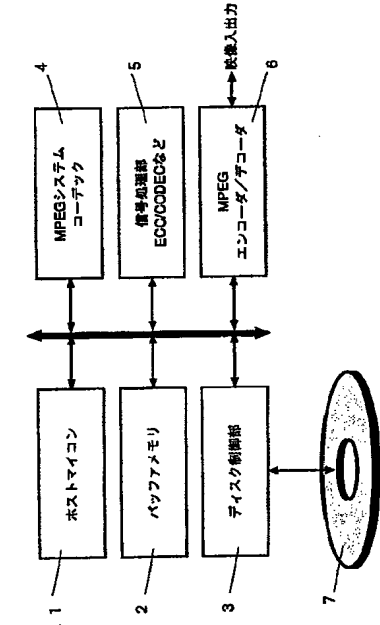 1
ホストマイコン
2
バッファメモリ
3
ディスク制御部
7
4
MPEGシステム
コーデック
5
信号処理部
ECC/CODECなど
6
MPEG
エンコーダ/デコーダ
映像入出力